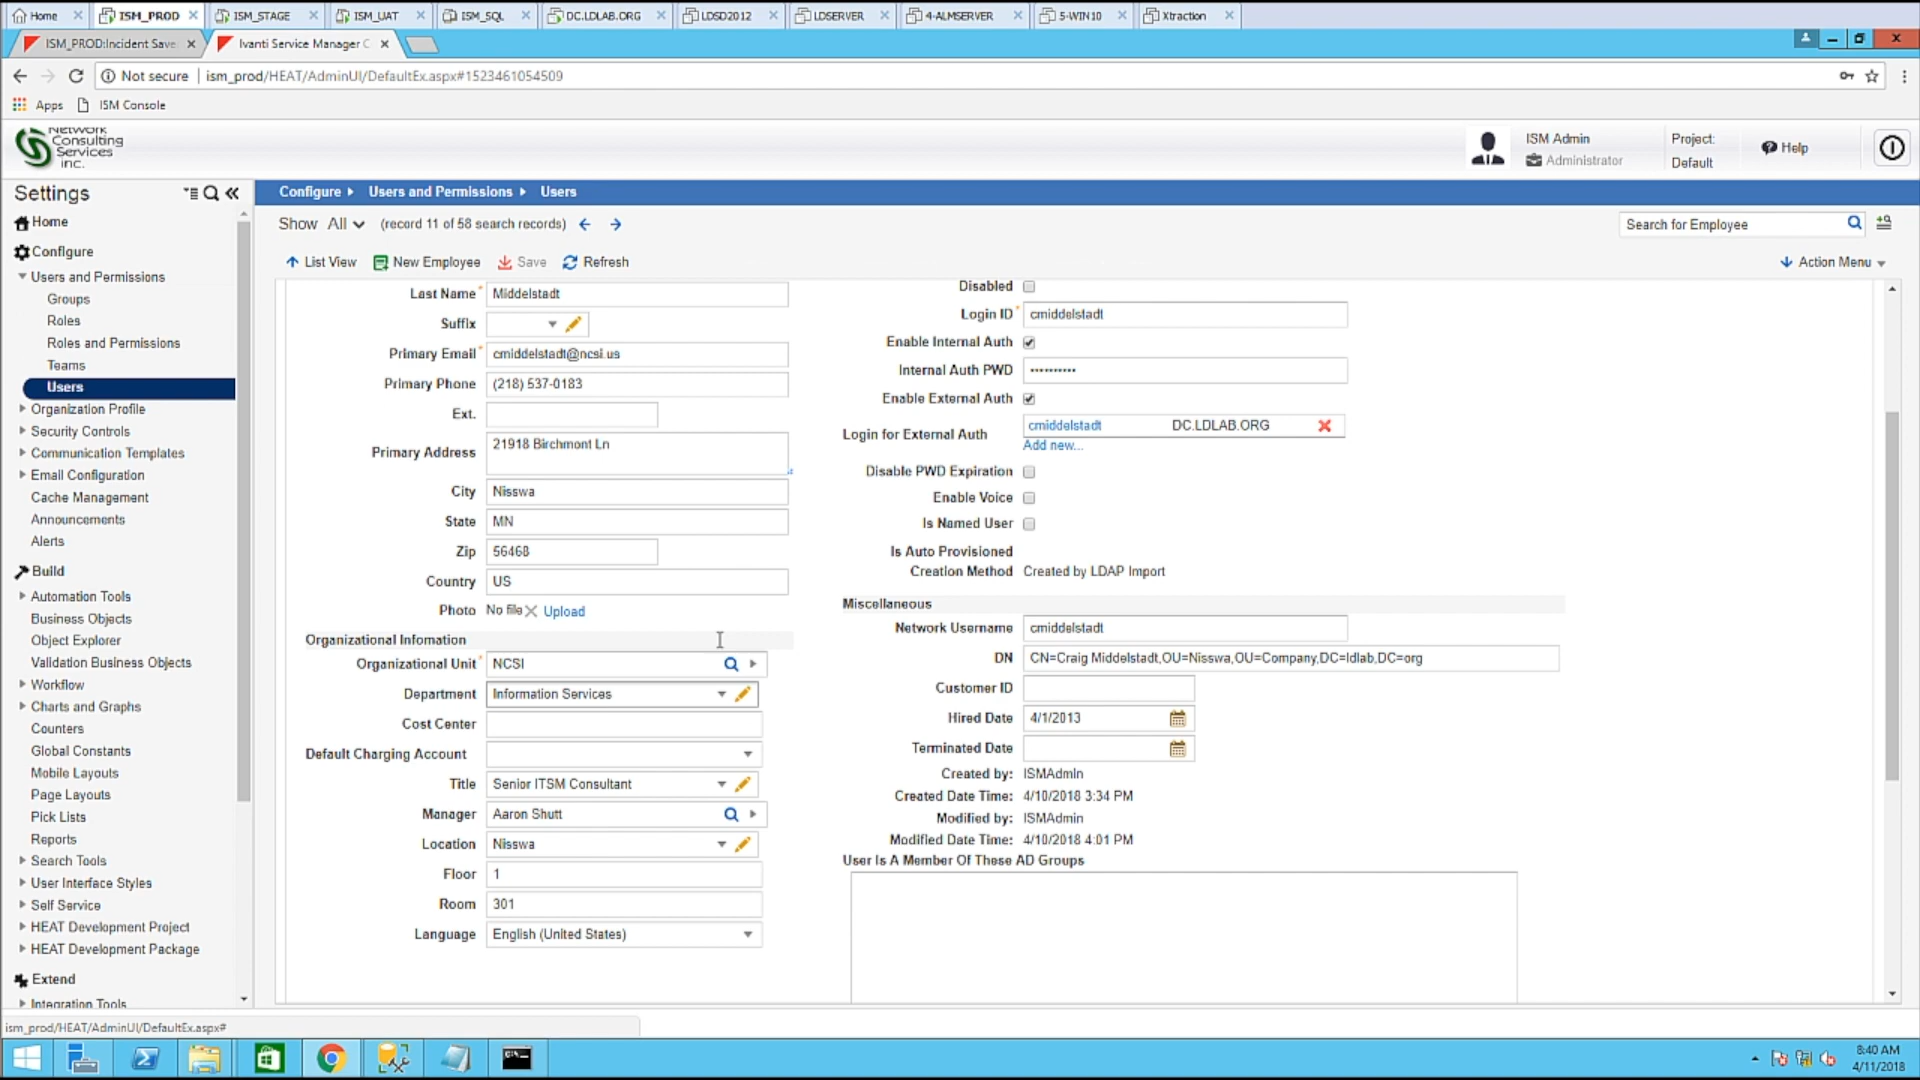 Home
ISM_PROD
ISM_STAGE
ISM_UAT
ISM_SQL
DC.LDLAB.ORG
LDSD2012
LDSERVER
4-ALMSERVER
5-WIN10
Xtraction
ISM_PROD:Incident Save
Ivanti Service Manager C
Not secure
ism_prod/HEAT/AdminUI/DefaultEx.aspx#1523461054509
Apps
ISM Console
Network
Consulting
Services
inc.
ISM Admin
Administrator
Project:
Default
Help
Settings
Home
Configure
Users and Permissions
Groups
Roles
Roles and Permissions
Teams
Users
Organization Profile
Security Controls
Communication Templates
Email Configuration
Cache Management
Announcements
Alerts
Build
Automation Tools
Business Objects
Object Explorer
Validation Business Objects
Workflow
Charts and Graphs
Counters
Global Constants
Mobile Layouts
Page Layouts
Pick Lists
Reports
Search Tools
User Interface Styles
Self Service
HEAT Development Project
HEAT Development Package
Extend
Integration Tools
Configure Users and Permissions Users
Show All (record 11 of 58 search records)
Search for Employee
List View New Employee Save Refresh
Action Menu
Last Name* Middelstadt
Suffix
Primary Email* cmiddelstadt@ncsi.us
Primary Phone (218) 537-0183
Ext.
Primary Address 21918 Birchmont Ln
City Nisswa
State MN
Zip 56468
Country US
Photo No file Upload
Organizational Infomation
Organizational Unit* NCSI
Department Information Services
Cost Center
Default Charging Account
Title Senior ITSM Consultant
Manager Aaron Shutt
Location Nisswa
Floor 1
Room 301
Language English (United States)
Disabled
Login ID* cmiddelstadt
Enable Internal Auth
Internal Auth PWD ••••••••••
Enable External Auth
Login for External Auth cmiddelstadt DC.LDLAB.ORG
Add new...
Disable PWD Expiration
Enable Voice
Is Named User
Is Auto Provisioned
Creation Method Created by LDAP Import
Miscellaneous
Network Username cmiddelstadt
DN CN=Craig Middelstadt,OU=Nisswa,OU=Company,DC=ldlab,DC=org
Customer ID
Hired Date 4/1/2013
Terminated Date
Created by: ISMAdmin
Created Date Time: 4/10/2018 3:34 PM
Modified by: ISMAdmin
Modified Date Time: 4/10/2018 4:01 PM
User Is A Member Of These AD Groups
ism_prod/HEAT/AdminUI/DefaultEx.aspx#
8:40 AM
4/11/2018